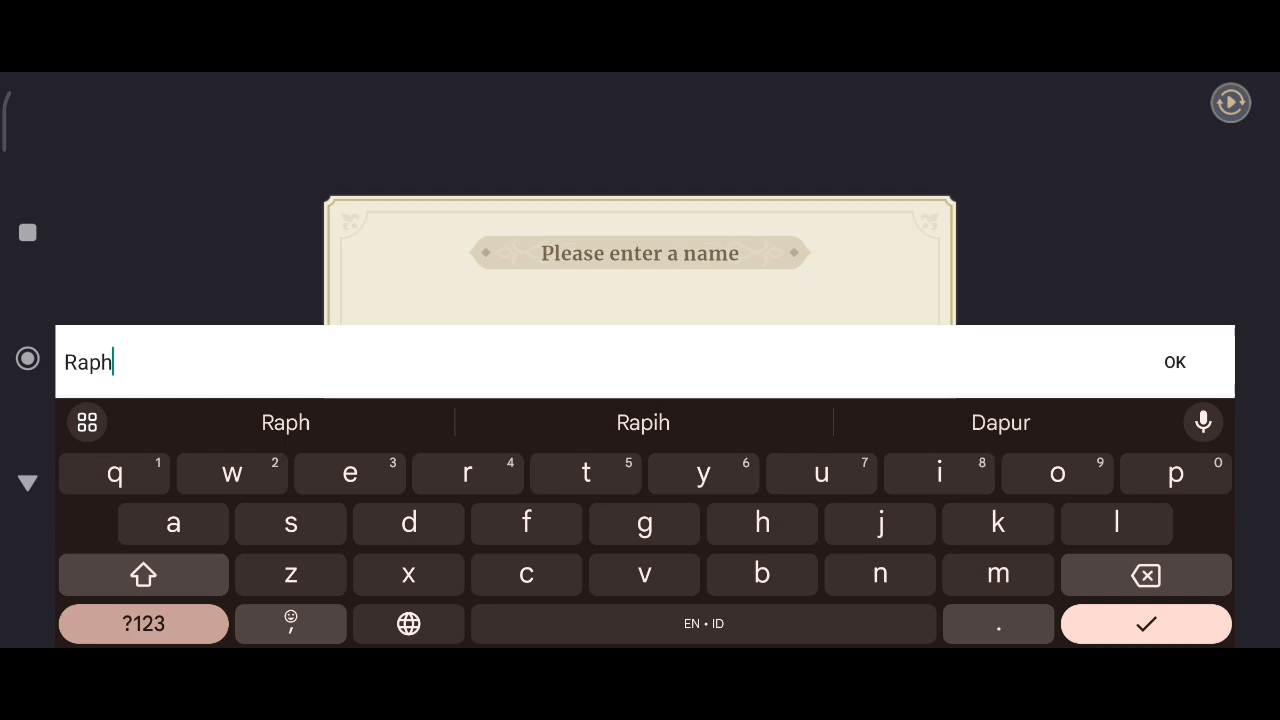 Please enter a name
Raph
OK
Raph Rapih Dapur
q 1 w 2 e 3 r 4 t 5 y 6 u 7 i 8 o 9 p 0
a s d f g h j k l
z x c v b n m
?123 , EN • ID .